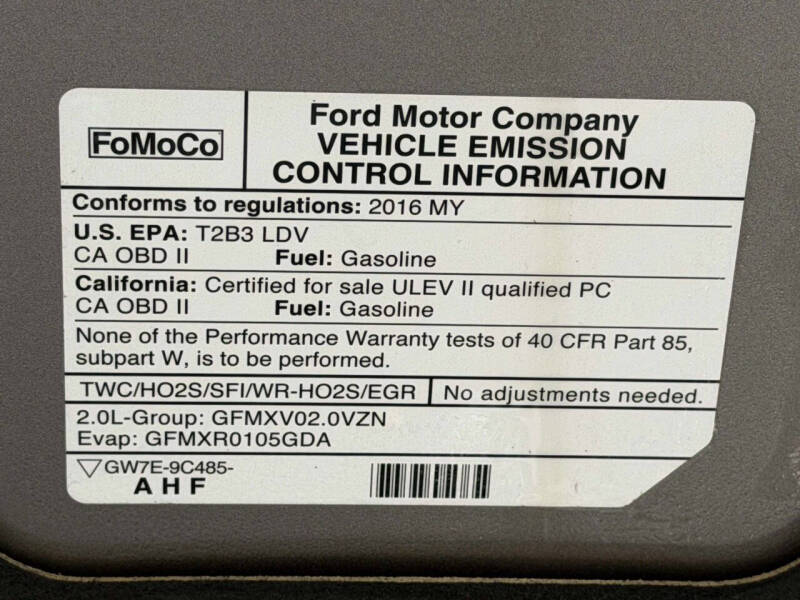 FoMoCo
Ford Motor Company
VEHICLE EMISSION
CONTROL INFORMATION
Conforms to regulations: 2016 MY
U.S. EPA: T2B3 LDV
CA OBD II Fuel: Gasoline
California: Certified for sale ULEV II qualified PC
CA OBD II Fuel: Gasoline
None of the Performance Warranty tests of 40 CFR Part 85,
subpart W, is to be performed.
TWC/HO2S/SFI/WR-HO2S/EGR No adjustments needed.
2.0L-Group: GFMXV02.0VZN
Evap: GFMXR0105GDA
▽GW7E-9C485-
A H F